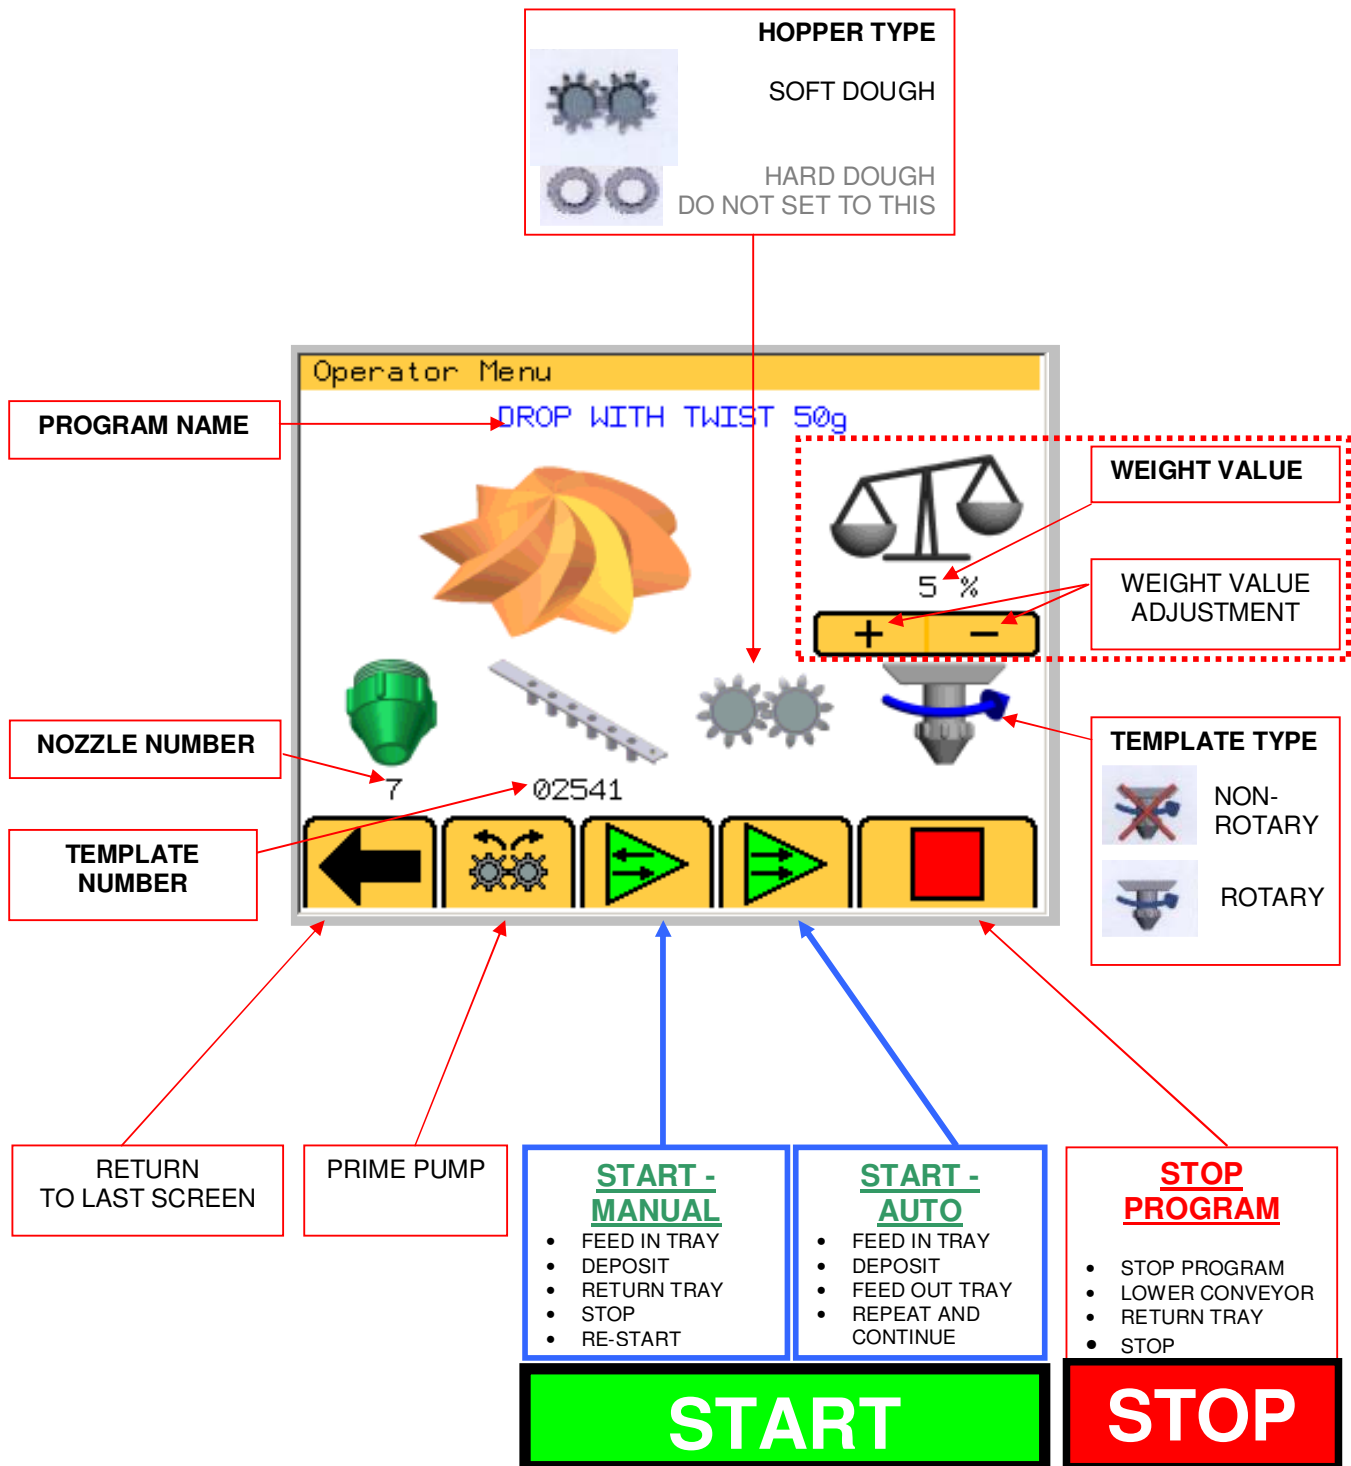 HOPPER TYPE
SOFT DOUGH
HARD DOUGH
DO NOT SET TO THIS
Operator Menu
DROP WITH TWIST 50g
PROGRAM NAME
WEIGHT VALUE
5 %
WEIGHT VALUE
ADJUSTMENT
+ −
NOZZLE NUMBER
7
02541
TEMPLATE
NUMBER
TEMPLATE TYPE
NON-
ROTARY
ROTARY
RETURN
TO LAST SCREEN
PRIME PUMP
START -
MANUAL
• FEED IN TRAY
• DEPOSIT
• RETURN TRAY
• STOP
• RE-START
START -
AUTO
• FEED IN TRAY
• DEPOSIT
• FEED OUT TRAY
• REPEAT AND
CONTINUE
STOP
PROGRAM
• STOP PROGRAM
• LOWER CONVEYOR
• RETURN TRAY
• STOP
START
STOP